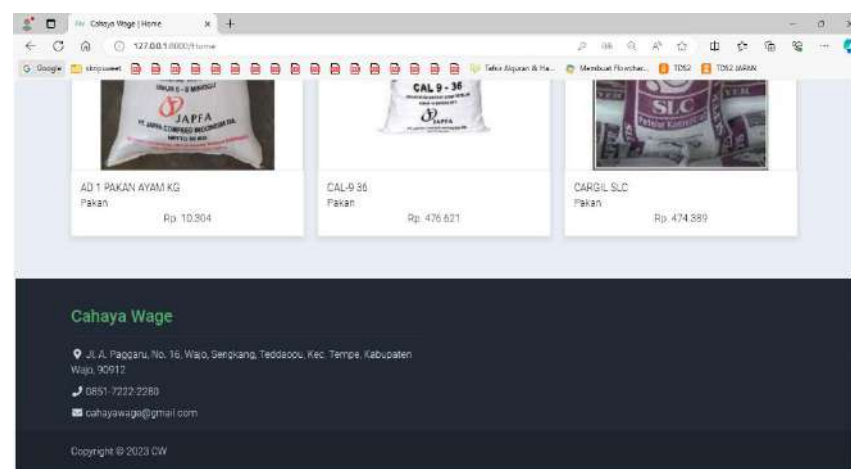 Cahaya Wage | Home
127.0.0.1:8000/Home
Google
Tafsir Alquran & Ha...
Membuat Flowchar...
TDS2
TDS2 JAPAN
JAPFA
CAL 9 - 36
JAPFA
SLC
AD 1 PAKAN AYAM KG
Pakan
Rp. 10.304
CAL-9 36
Pakan
Rp. 476.621
CARGIL SLC
Pakan
Rp. 474.389
Cahaya Wage
Jl. A. Paggaru, No. 16, Wajo, Sengkang, Teddaopu, Kec. Tempe, Kabupaten
Wajo, 90912
0851-7222-2280
cahayawage@gmail.com
Copyright © 2023 CW